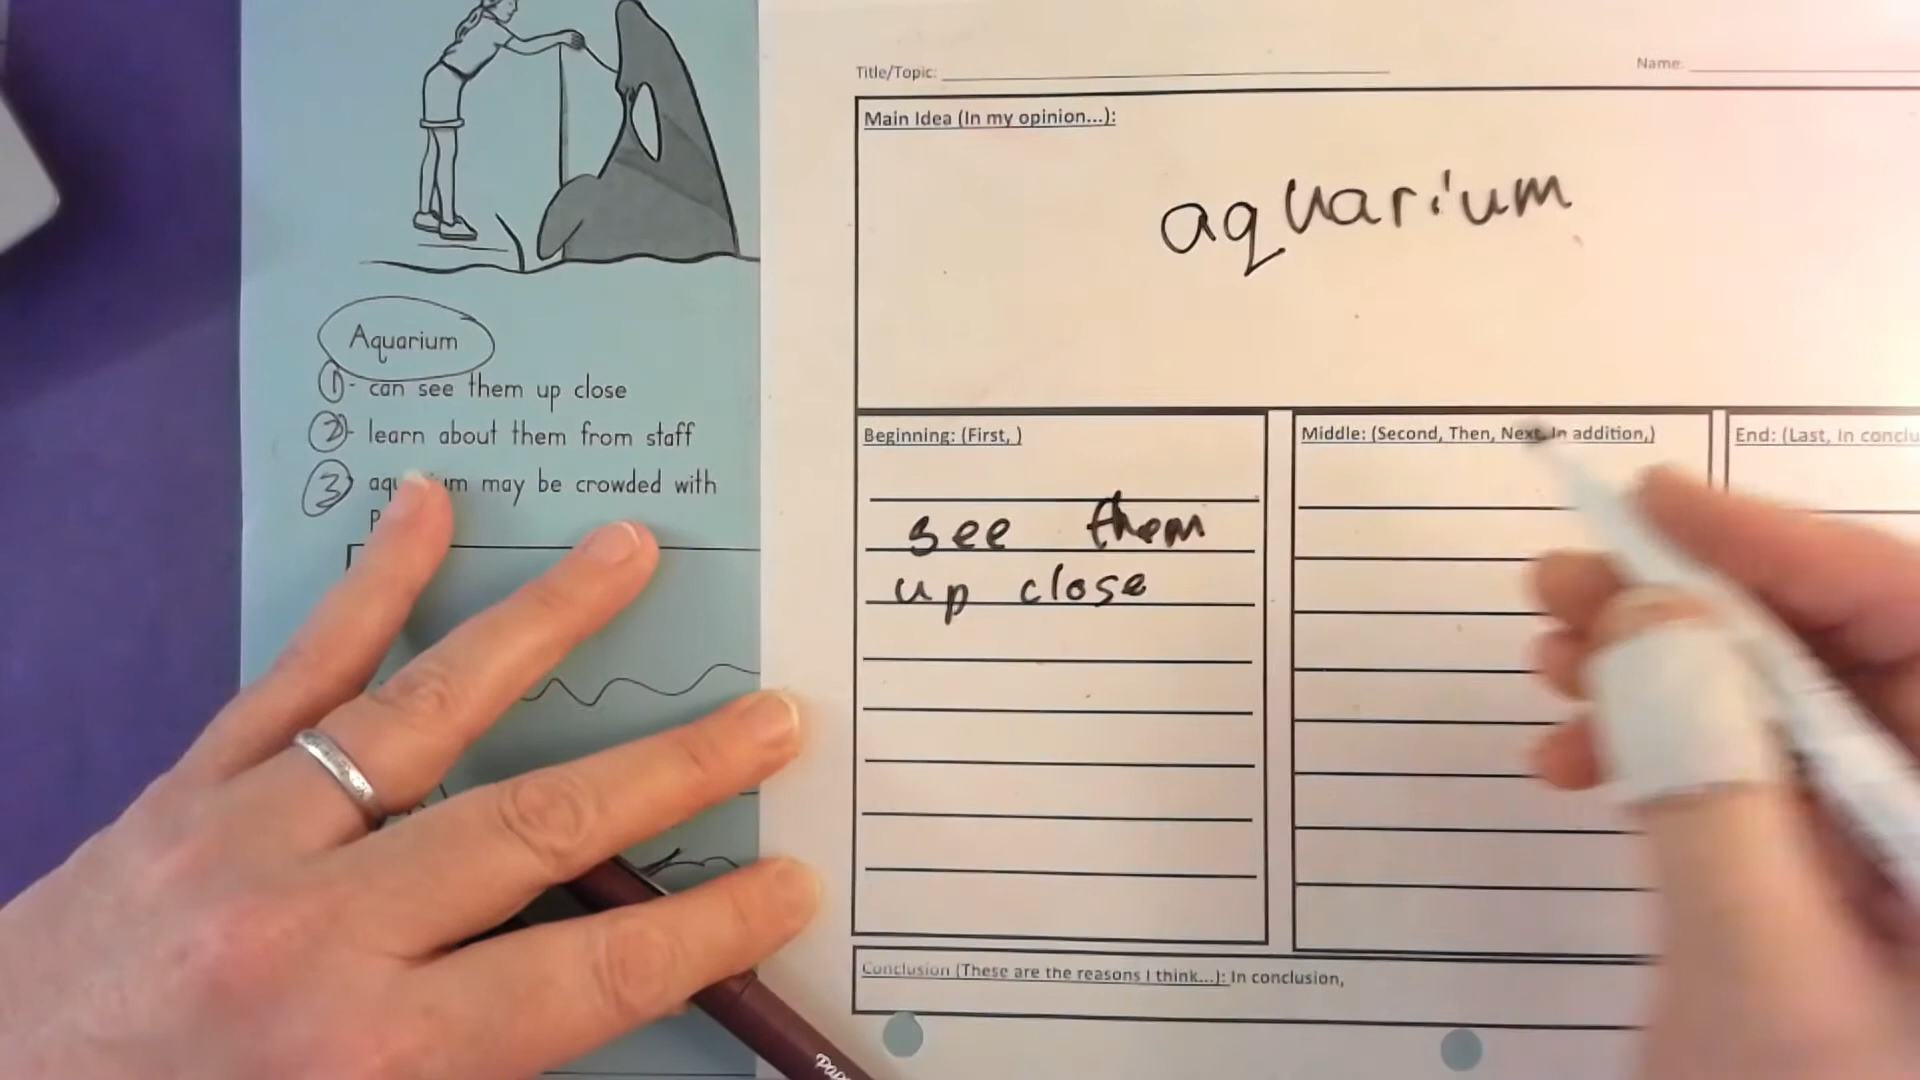 Aquarium
1 - can see them up close
2 - learn about them from staff
3 may be crowded with
Title/Topic:
Name:
Main Idea (In my opinion...):
aquarium
Beginning: (First, )
see them
up close
Middle: (Second, Then, Next, In addition,)
End: (Last, In
Conclusion (These are the reasons I think...): In conclusion,